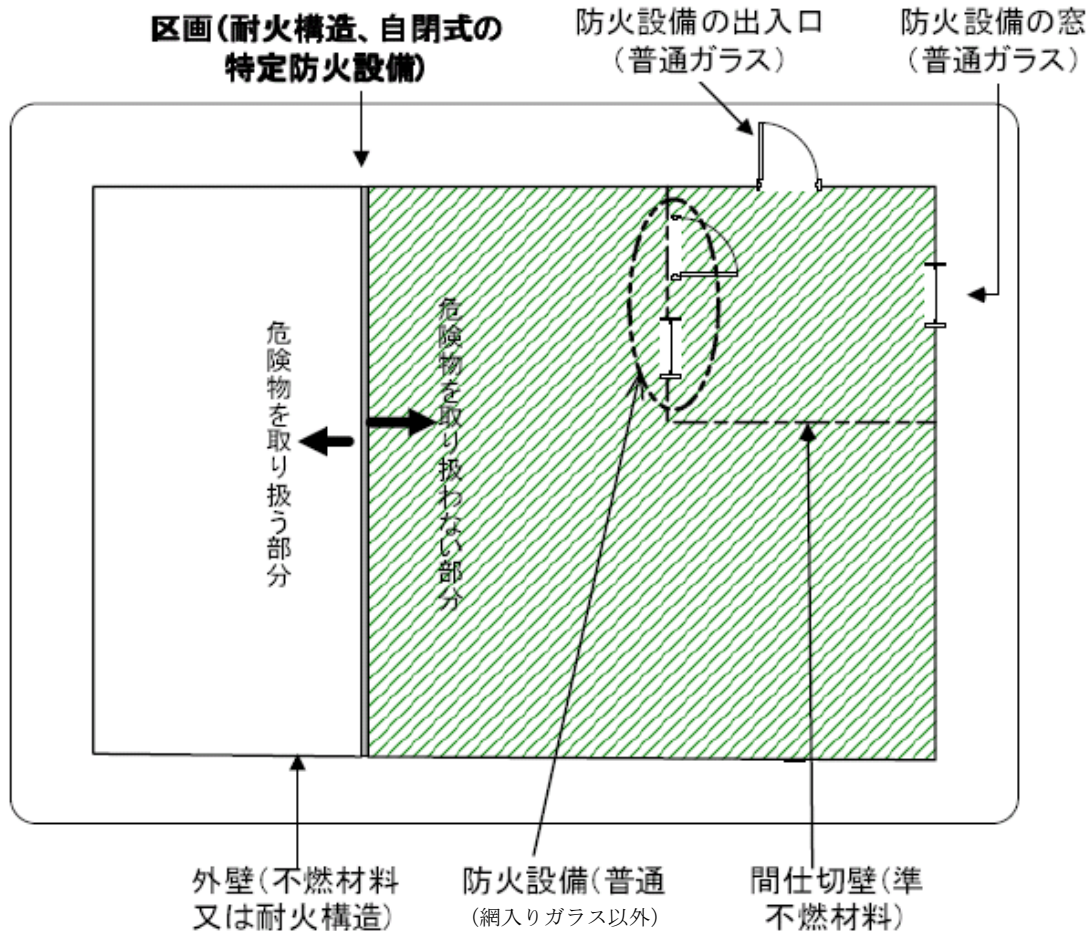 区画(耐火構造、自閉式の
特定防火設備)
防火設備の出入口
(普通ガラス)
防火設備の窓
(普通ガラス)
危険物を取り扱う部分
危険物を取り扱わない部分
外壁(不燃材料
又は耐火構造)
防火設備(普通
(網入りガラス以外)
間仕切壁(準
不燃材料)